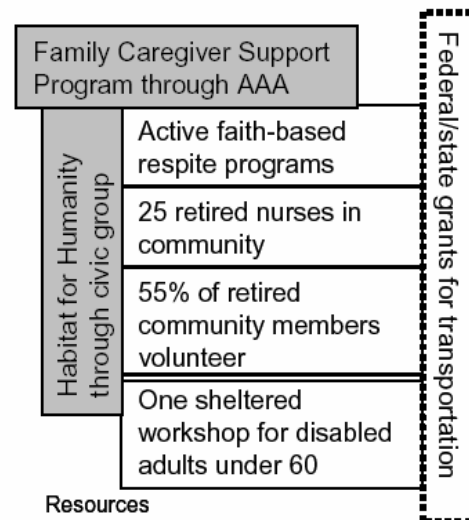 Family Caregiver Support
Program through AAA
Habitat for Humanity
through civic group
Active faith-based
respite programs
25 retired nurses in
community
55% of retired
community members
volunteer
One sheltered
workshop for disabled
adults under 60
Federal/state grants for transportation
Resources